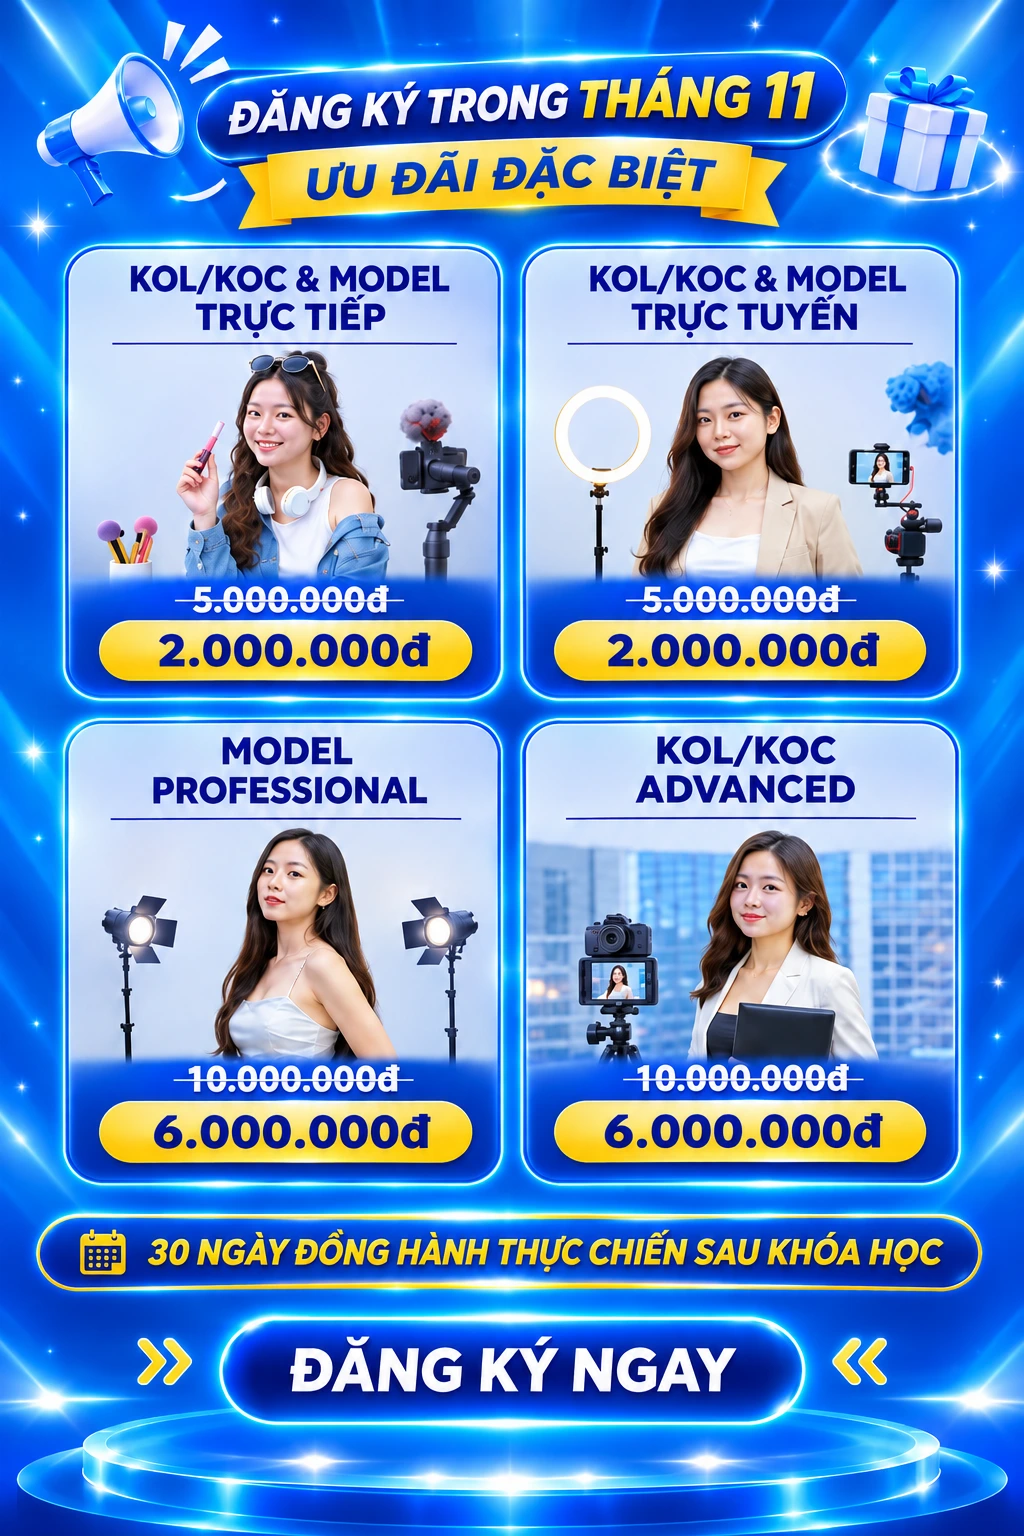 ĐĂNG KÝ TRONG THÁNG 11
ƯU ĐÃI ĐẶC BIỆT
KOL/KOC & MODEL
TRỰC TIẾP
5.000.000đ
2.000.000đ
KOL/KOC & MODEL
TRỰC TUYẾN
5.000.000đ
2.000.000đ
MODEL
PROFESSIONAL
10.000.000đ
6.000.000đ
KOL/KOC
ADVANCED
10.000.000đ
6.000.000đ
30 NGÀY ĐỒNG HÀNH THỰC CHIẾN SAU KHÓA HỌC
ĐĂNG KÝ NGAY